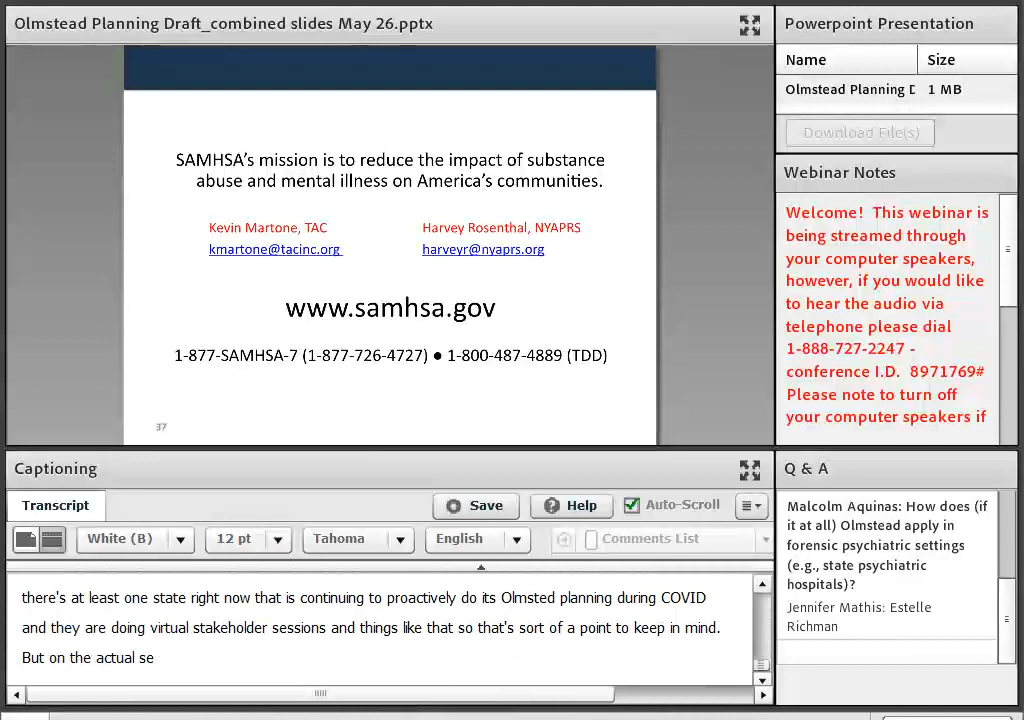 Olmstead Planning Draft_combined slides May 26.pptx
SAMHSA’s mission is to reduce the impact of substance
abuse and mental illness on America’s communities.
Kevin Martone, TAC
Harvey Rosenthal, NYAPRS
kmartone@tacinc.org
harveyr@nyaprs.org
www.samhsa.gov
1-877-SAMHSA-7 (1-877-726-4727) ● 1-800-487-4889 (TDD)
37
Powerpoint Presentation
Name Size
Olmstead Planning D 1 MB
Download File(s)
Webinar Notes
Welcome! This webinar is
being streamed through
your computer speakers,
however, if you would like
to hear the audio via
telephone please dial
1-888-727-2247 -
conference I.D. 8971769#
Please note to turn off
your computer speakers if
Captioning
Transcript
Save
Help
Auto-Scroll
White (B)
12 pt
Tahoma
English
Comments List
there's at least one state right now that is continuing to proactively do its Olmsted planning during COVID
and they are doing virtual stakeholder sessions and things like that so that's sort of a point to keep in mind.
But on the actual se
Q & A
Malcolm Aquinas: How does (if
it at all) Olmstead apply in
forensic psychiatric settings
(e.g., state psychiatric
hospitals)?
Jennifer Mathis: Estelle
Richman